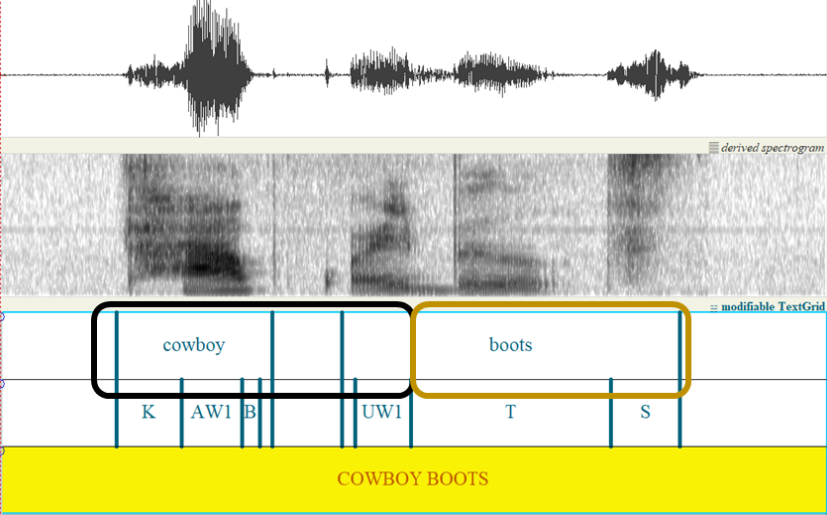 derived spectrogram
modifiable TextGrid
cowboy boots
K AW1 B UW1 T S
COWBOY BOOTS